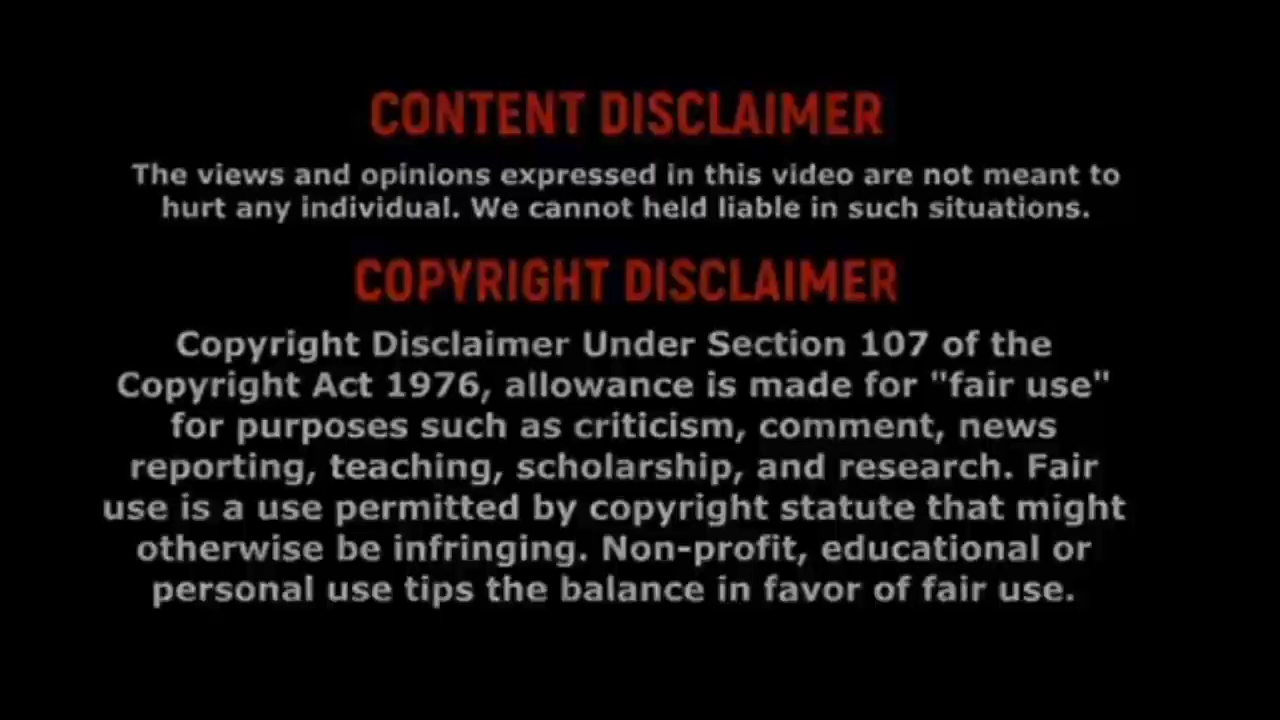 CONTENT DISCLAIMER
The views and opinions expressed in this video are not meant to
hurt any individual. We cannot held liable in such situations.
COPYRIGHT DISCLAIMER
Copyright Disclaimer Under Section 107 of the
Copyright Act 1976, allowance is made for "fair use"
for purposes such as criticism, comment, news
reporting, teaching, scholarship, and research. Fair
use is a use permitted by copyright statute that might
otherwise be infringing. Non-profit, educational or
personal use tips the balance in favor of fair use.